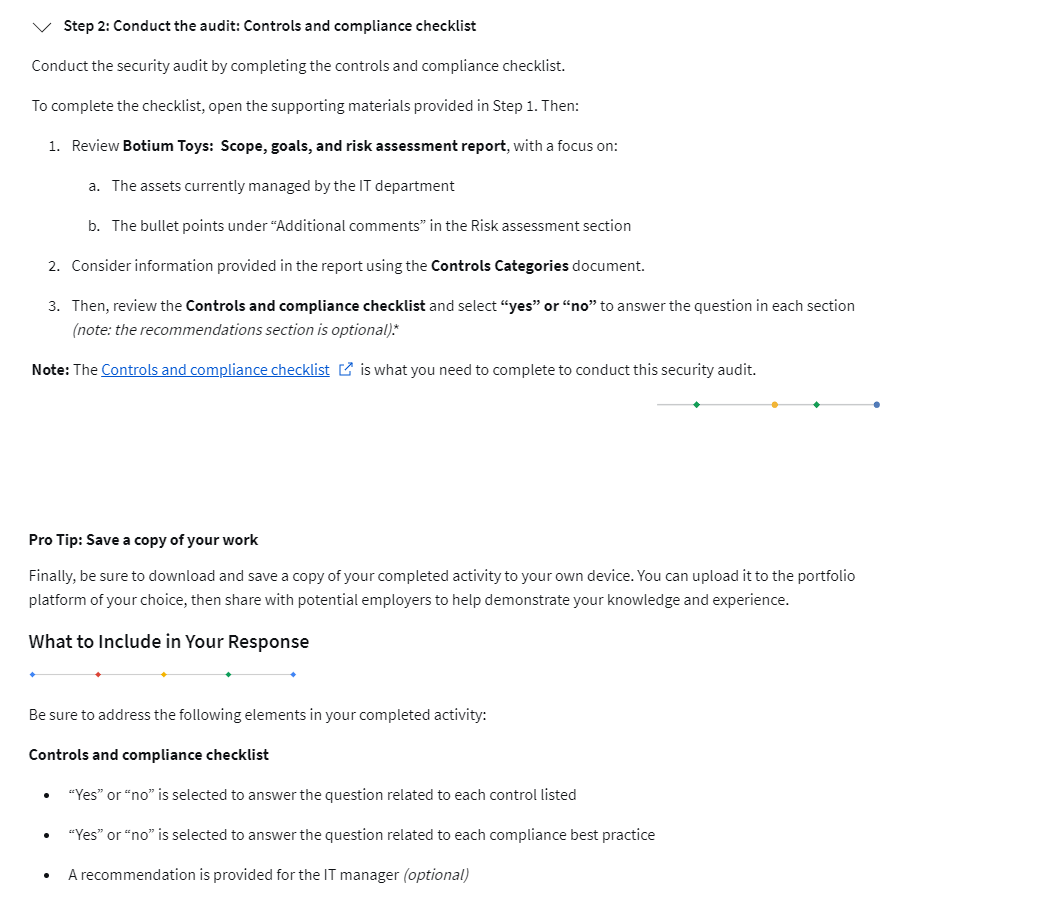 Step 2: Conduct the audit: Controls and compliance checklist
Conduct the security audit by completing the controls and compliance checklist.
To complete the checklist, open the supporting materials provided in Step 1. Then:
1. Review Botium Toys: Scope, goals, and risk assessment report, with a focus on:
a. The assets currently managed by the IT department
b. The bullet points under “Additional comments” in the Risk assessment section
2. Consider information provided in the report using the Controls Categories document.
3. Then, review the Controls and compliance checklist and select “yes” or “no” to answer the question in each section
(note: the recommendations section is optional).*
Note: The Controls and compliance checklist is what you need to complete to conduct this security audit.
Pro Tip: Save a copy of your work
Finally, be sure to download and save a copy of your completed activity to your own device. You can upload it to the portfolio
platform of your choice, then share with potential employers to help demonstrate your knowledge and experience.
What to Include in Your Response
Be sure to address the following elements in your completed activity:
Controls and compliance checklist
• “Yes” or “no” is selected to answer the question related to each control listed
• “Yes” or “no” is selected to answer the question related to each compliance best practice
• A recommendation is provided for the IT manager (optional)